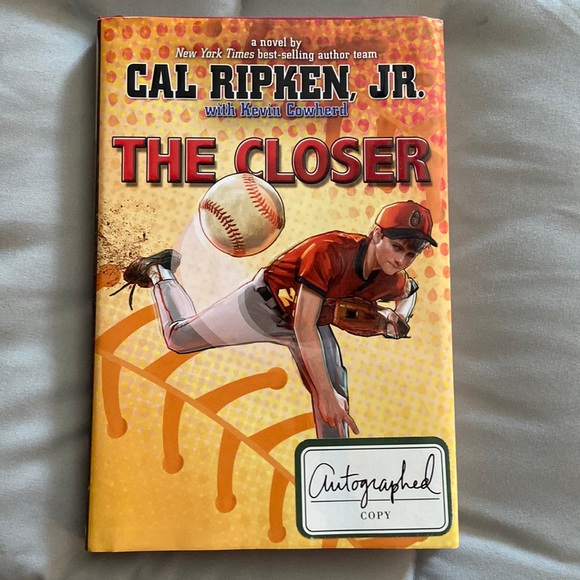 a novel by
New York Times best-selling author team
CAL RIPKEN, JR.
with Kevin Cowherd
THE CLOSER
Autographed
COPY